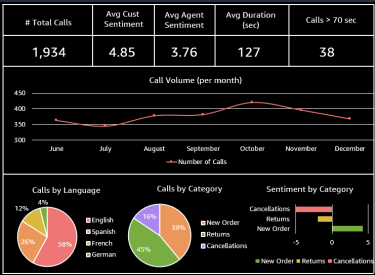 # Total Calls
Avg Cust Sentiment
Avg Agent Sentiment
Avg Duration (sec)
Calls > 70 sec
1,934
4.85
3.76
127
38
Call Volume (per month)
450
400
350
300
June July August September October November December
Number of Calls
Calls by Language
4%
12%
26%
58%
English
Spanish
French
German
Calls by Category
16%
39%
45%
New Order
Returns
Cancellations
Sentiment by Category
Cancellations
Returns
New Order
-5 0 5
New Order Returns Cancellations